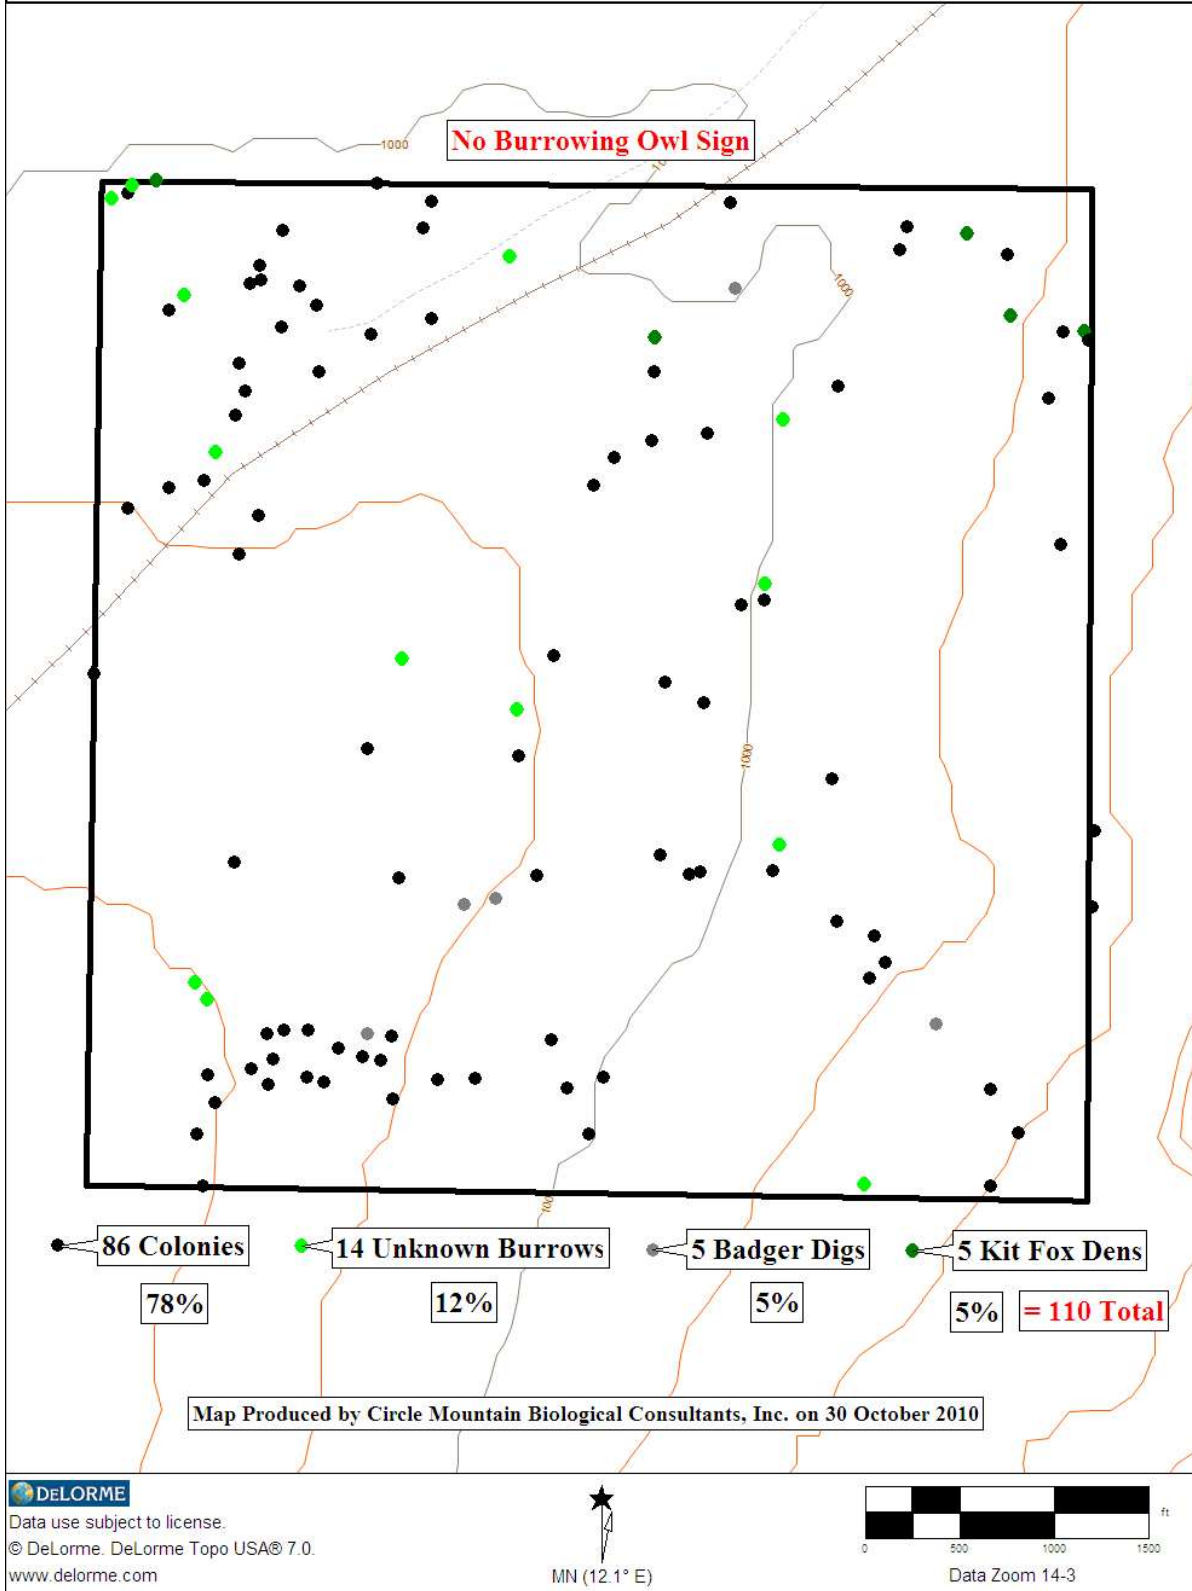 1000
No Burrowing Owl Sign
10
1000
1000
100
86 Colonies
14 Unknown Burrows
5 Badger Digs
5 Kit Fox Dens
78%
12%
5%
5%
= 110 Total
Map Produced by Circle Mountain Biological Consultants, Inc. on 30 October 2010
DELORME
Data use subject to license.
© DeLorme. DeLorme Topo USA® 7.0.
www.delorme.com
MN (12.1° E)
ft
0 500 1000 1500
Data Zoom 14-3